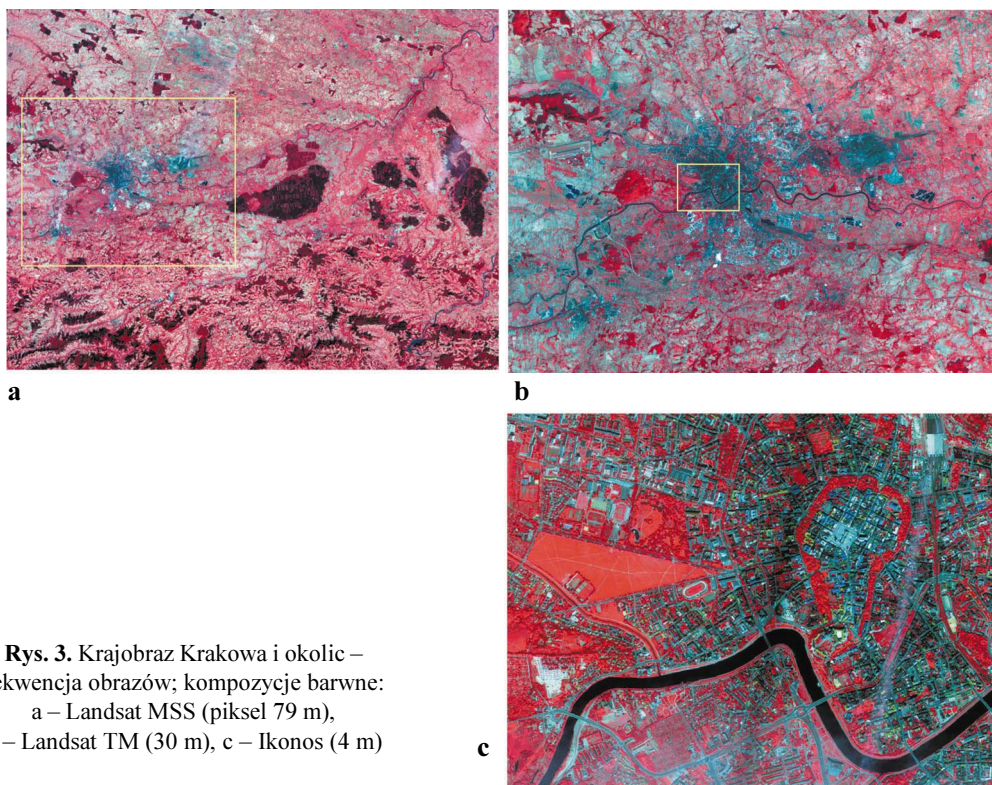 a
b
Rys. 3. Krajobraz Krakowa i okolic –
ekwencja obrazów; kompozycje barwne:
a – Landsat MSS (piksel 79 m),
– Landsat TM (30 m), c – Ikonos (4 m)
c